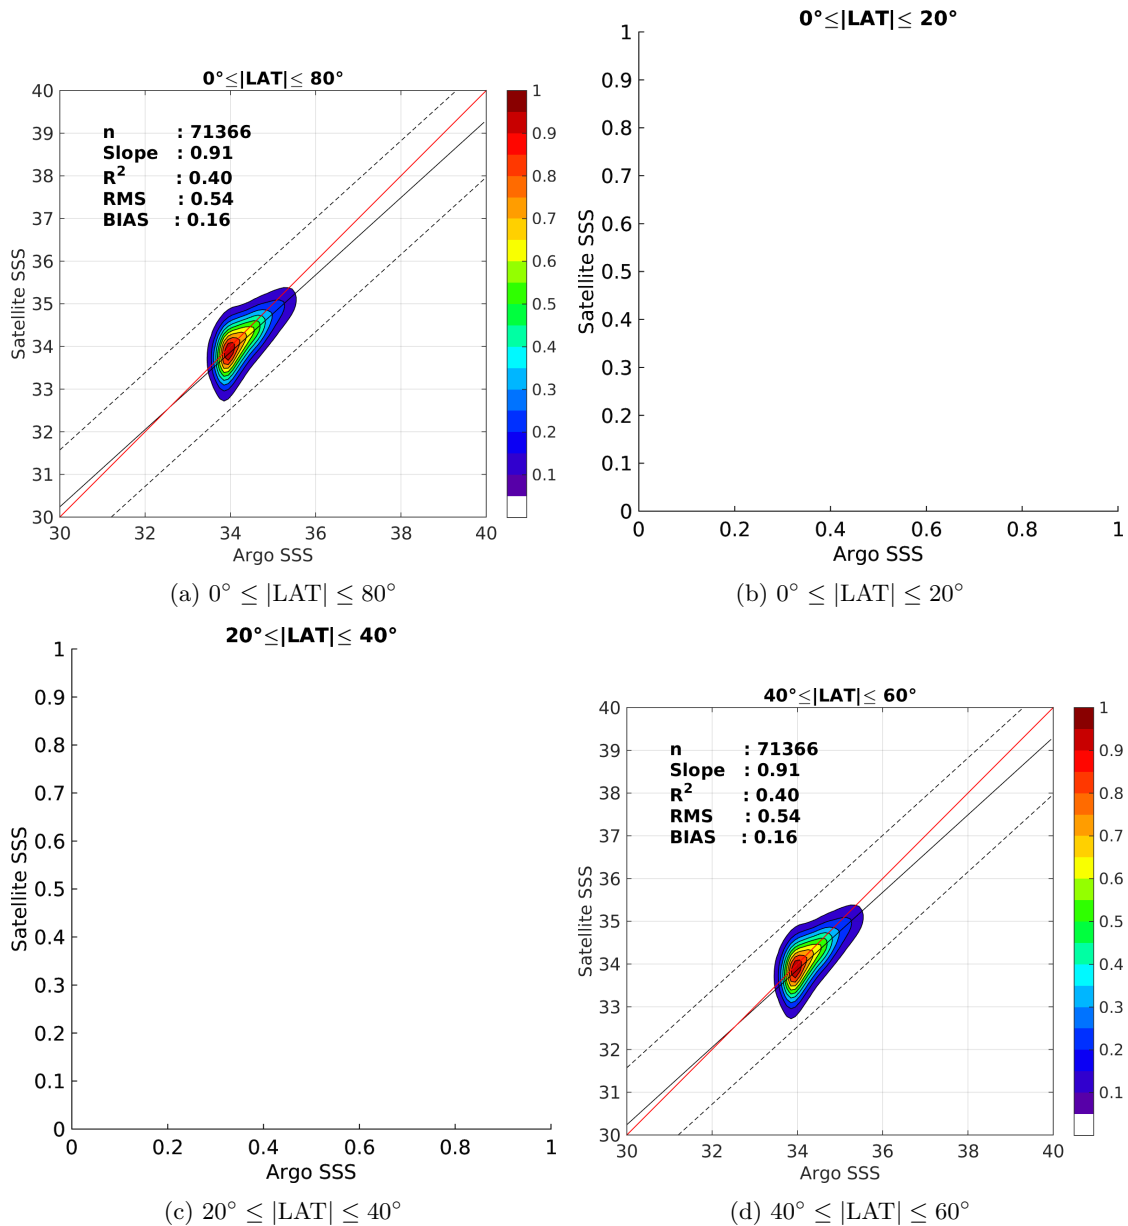 0°≤|LAT|≤ 80°
40
39
38
37
36
35
34
33
32
31
30
Satellite SSS
n : 71366
Slope : 0.91
R² : 0.40
RMS : 0.54
BIAS : 0.16
30 32 34 36 38 40
Argo SSS
1
0.9
0.8
0.7
0.6
0.5
0.4
0.3
0.2
0.1
(a) 0° ≤ |LAT| ≤ 80°
0°≤|LAT|≤ 20°
1
0.9
0.8
0.7
0.6
0.5
0.4
0.3
0.2
0.1
0
Satellite SSS
0 0.2 0.4 0.6 0.8 1
Argo SSS
(b) 0° ≤ |LAT| ≤ 20°
20°≤|LAT|≤ 40°
1
0.9
0.8
0.7
0.6
0.5
0.4
0.3
0.2
0.1
0
Satellite SSS
0 0.2 0.4 0.6 0.8 1
Argo SSS
(c) 20° ≤ |LAT| ≤ 40°
40°≤|LAT|≤ 60°
40
39
38
37
36
35
34
33
32
31
30
Satellite SSS
n : 71366
Slope : 0.91
R² : 0.40
RMS : 0.54
BIAS : 0.16
30 32 34 36 38 40
Argo SSS
1
0.9
0.8
0.7
0.6
0.5
0.4
0.3
0.2
0.1
(d) 40° ≤ |LAT| ≤ 60°